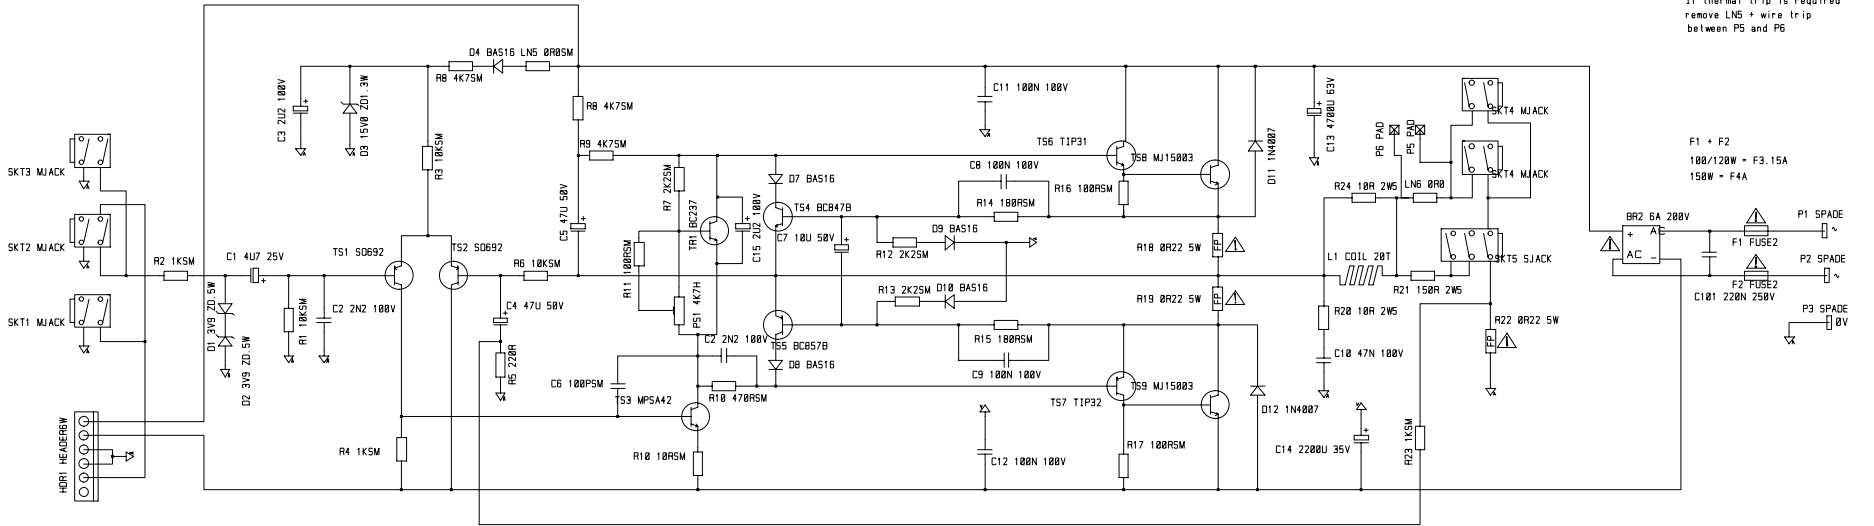 If thermal trip is required
remove LN5 + wire trip
between P5 and P6
D4 BAS16 LN5 0R0SM
R8 4K7SM
C3 2U2 100V
D3 15V0 ZD1.3W
R8 4K7SM
C11 100N 100V
C13 4700U 63V
SKT4 MJACK
P6 PAD
P5 PAD
F1 + F2
100/120W = F3.15A
150W = F4A
SKT3 MJACK
R3 10KSM
R9 4K7SM
TS6 TIP31
TS8 MJ15003
D11 1N4007
SKT4 MJACK
R7 2K2SM
D7 BAS16
C8 100N 100V
R16 100RSM
R24 10R 2W5
LN6 0R0
C5 47U 50V
TR1 BC237
C15 2U2 100V
TS4 BC847B
R14 180RSM
BR2 6A 200V
P1 SPADE
SKT2 MJACK
C7 10U 50V
D9 BAS16
R12 2K2SM
R18 0R22 5W
FP
F1 FUSE2
~
+
A
AC
-
TS1 SD692
TS2 SD692
R11 100RSM
L1 COIL 20T
SKT5 SJACK
P2 SPADE
R2 1KSM
C1 4U7 25V
R6 10KSM
R21 150R 2W5
F2 FUSE2
~
C101 220N 250V
R13 2K2SM
D10 BAS16
R19 0R22 5W
FP
PS1 4K7H
D1 3V9 ZD.5W
R1 10KSM
C2 2N2 100V
C4 47U 50V
R20 10R 2W5
P3 SPADE
0V
SKT1 MJACK
R22 0R22 5W
FP
TS5 BC857B
R15 180RSM
C2 2N2 100V
D8 BAS16
C10 47N 100V
D2 3V9 ZD.5W
R5 220R
C6 100PSM
C9 100N 100V
TS9 MJ15003
TS3 MPSA42
R10 470RSM
TS7 TIP32
D12 1N4007
HDR1 HEADER6W
R4 1KSM
R10 10RSM
C12 100N 100V
R17 100RSM
C14 2200U 35V
R23 1KSM